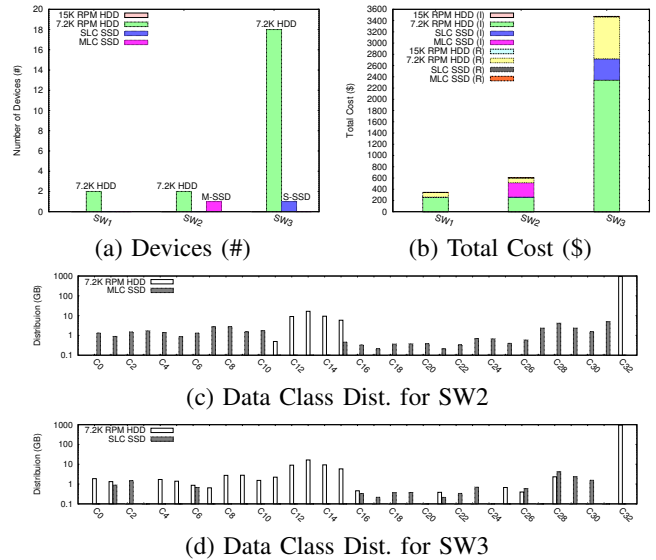 15K RPM HDD
7.2K RPM HDD
SLC SSD
MLC SSD
Number of Devices (#)
20
18
16
14
12
10
8
6
4
2
0
7.2K HDD
7.2K HDD
M-SSD
7.2K HDD
S-SSD
SW1
SW2
SW3
(a) Devices (#)
15K RPM HDD (I)
7.2K RPM HDD (I)
SLC SSD (I)
MLC SSD (I)
15K RPM HDD (R)
7.2K RPM HDD (R)
SLC SSD (R)
MLC SSD (R)
Total Cost ($)
3600
3400
3200
3000
2800
2600
2400
2200
2000
1800
1600
1400
1200
1000
800
600
400
200
0
SW1
SW2
SW3
(b) Total Cost ($)
7.2K RPM HDD
MLC SSD
Distribuion (GB)
1000
100
10
1
0.1
C0
C2
C4
C6
C8
C10
C12
C14
C16
C18
C20
C22
C24
C26
C28
C30
C32
(c) Data Class Dist. for SW2
7.2K RPM HDD
SLC SSD
Distribuion (GB)
1000
100
10
1
0.1
C0
C2
C4
C6
C8
C10
C12
C14
C16
C18
C20
C22
C24
C26
C28
C30
C32
(d) Data Class Dist. for SW3